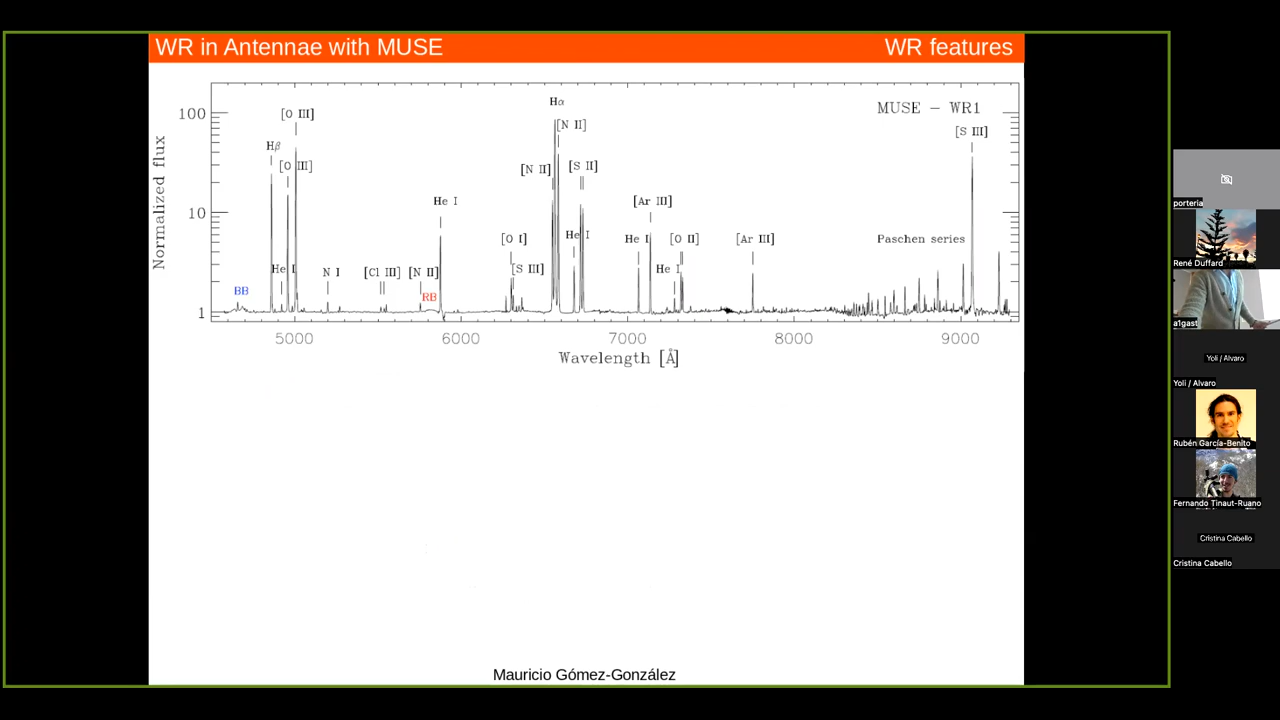 WR in Antennae with MUSE
WR features
Normalized flux
100
10
1
MUSE - WR1
Hα
[O III]
[N II]
[S III]
Hβ
[O III]
[N II]
[S II]
He I
[Ar III]
[O I]
He I
He I
[O II]
[Ar III]
Paschen series
He I
N I
[Cl III]
[N II]
[S III]
He I
BB
RB
5000
6000
7000
8000
9000
Wavelength [Å]
Mauricio Gómez-González
porteria
René Duffard
a1gast
Yoli / Alvaro
Yoli / Alvaro
Rubén García-Benito
Fernando Tinaut-Ruano
Cristina Cabello
Cristina Cabello